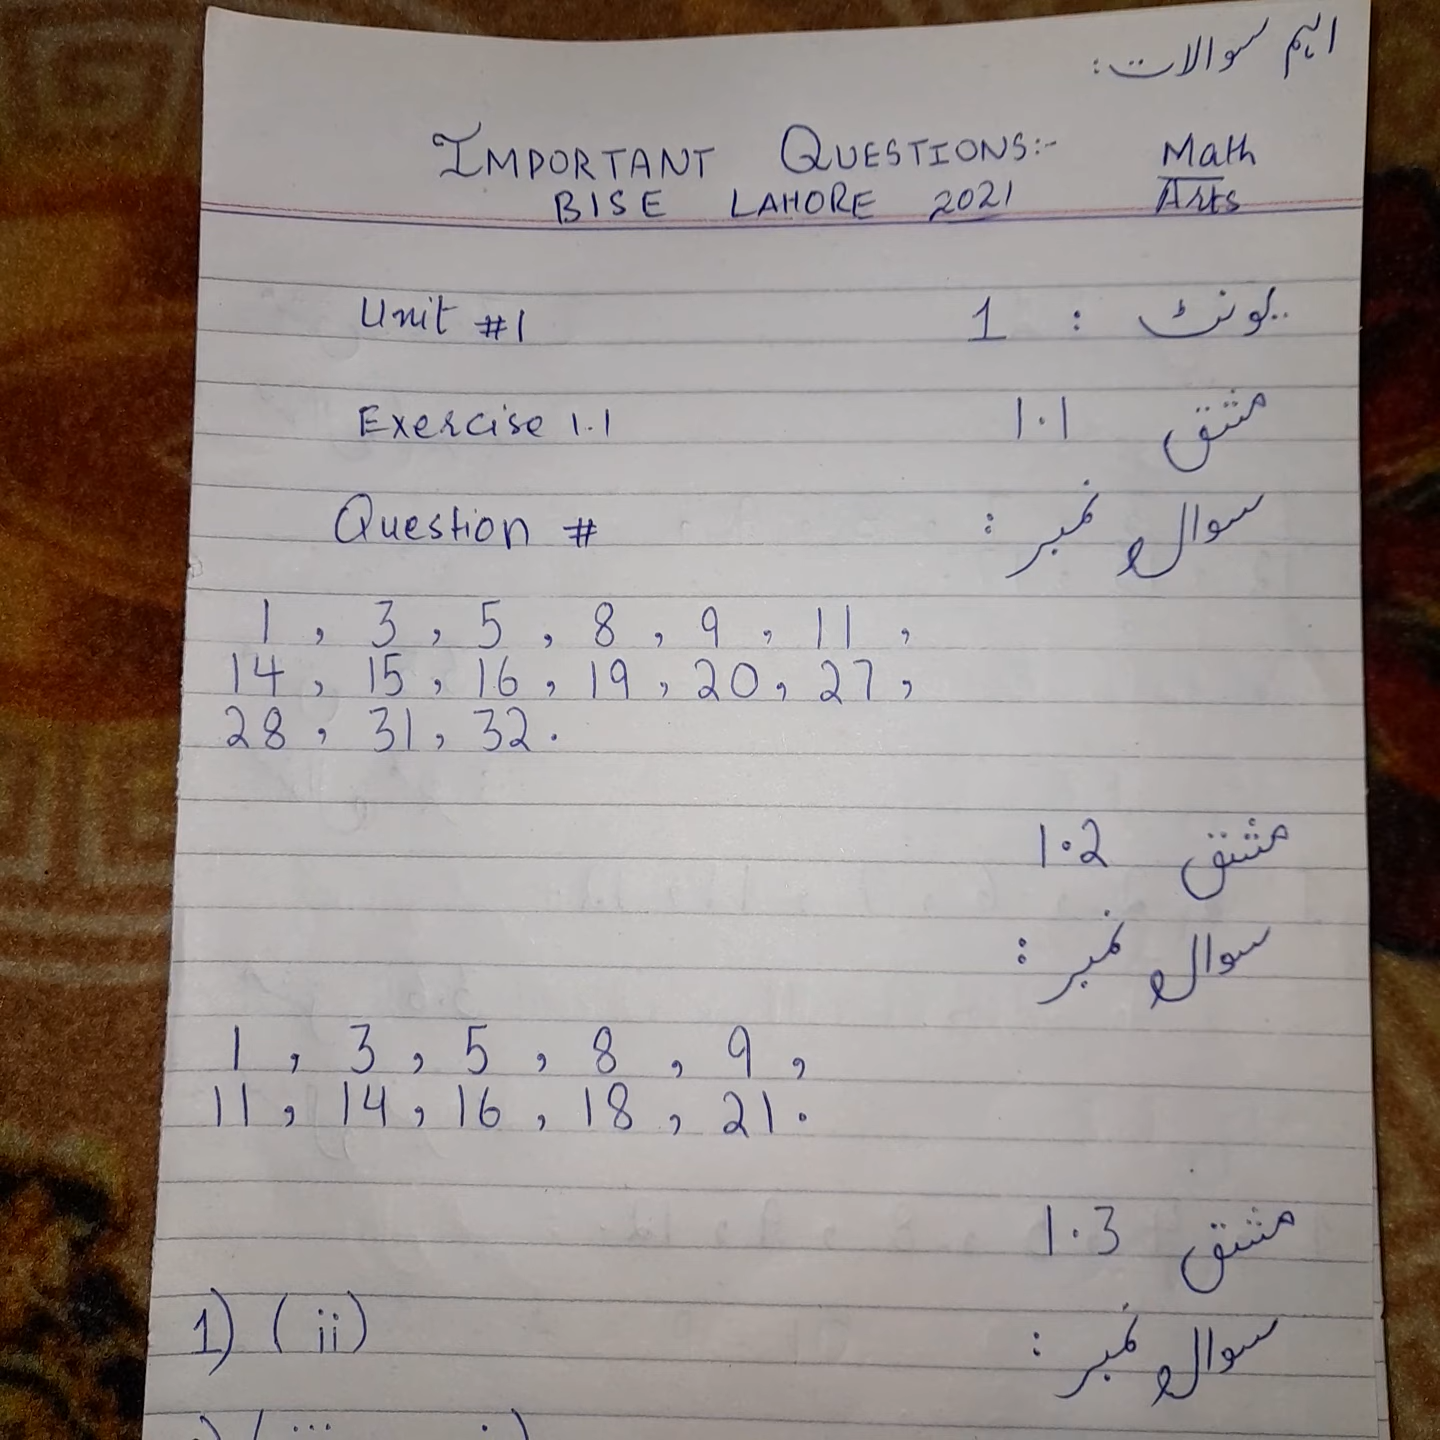 اہم سوالات:
IMPORTANT QUESTIONS:- Math
BISE LAHORE 2021 Arts
Unit #1 یونٹ : 1
Exercise 1.1 مشق 1.1
Question # سوال نمبر:
1, 3, 5, 8, 9, 11,
14, 15, 16, 19, 20, 27,
28, 31, 32.
مشق 1.2
سوال نمبر:
1, 3, 5, 8, 9,
11, 14, 16, 18, 21.
مشق 1.3
سوال نمبر:
1) (ii)